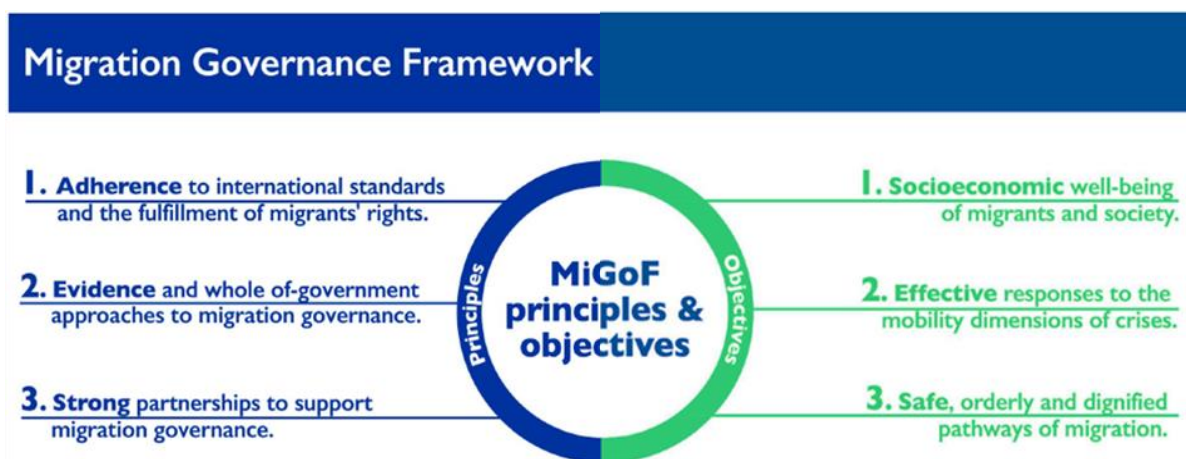 Migration Governance Framework
1. Adherence to international standards
and the fulfillment of migrants' rights.
2. Evidence and whole of-government
approaches to migration governance.
3. Strong partnerships to support
migration governance.
Principles
MiGoF
principles &
objectives
Objectives
1. Socioeconomic well-being
of migrants and society.
2. Effective responses to the
mobility dimensions of crises.
3. Safe, orderly and dignified
pathways of migration.